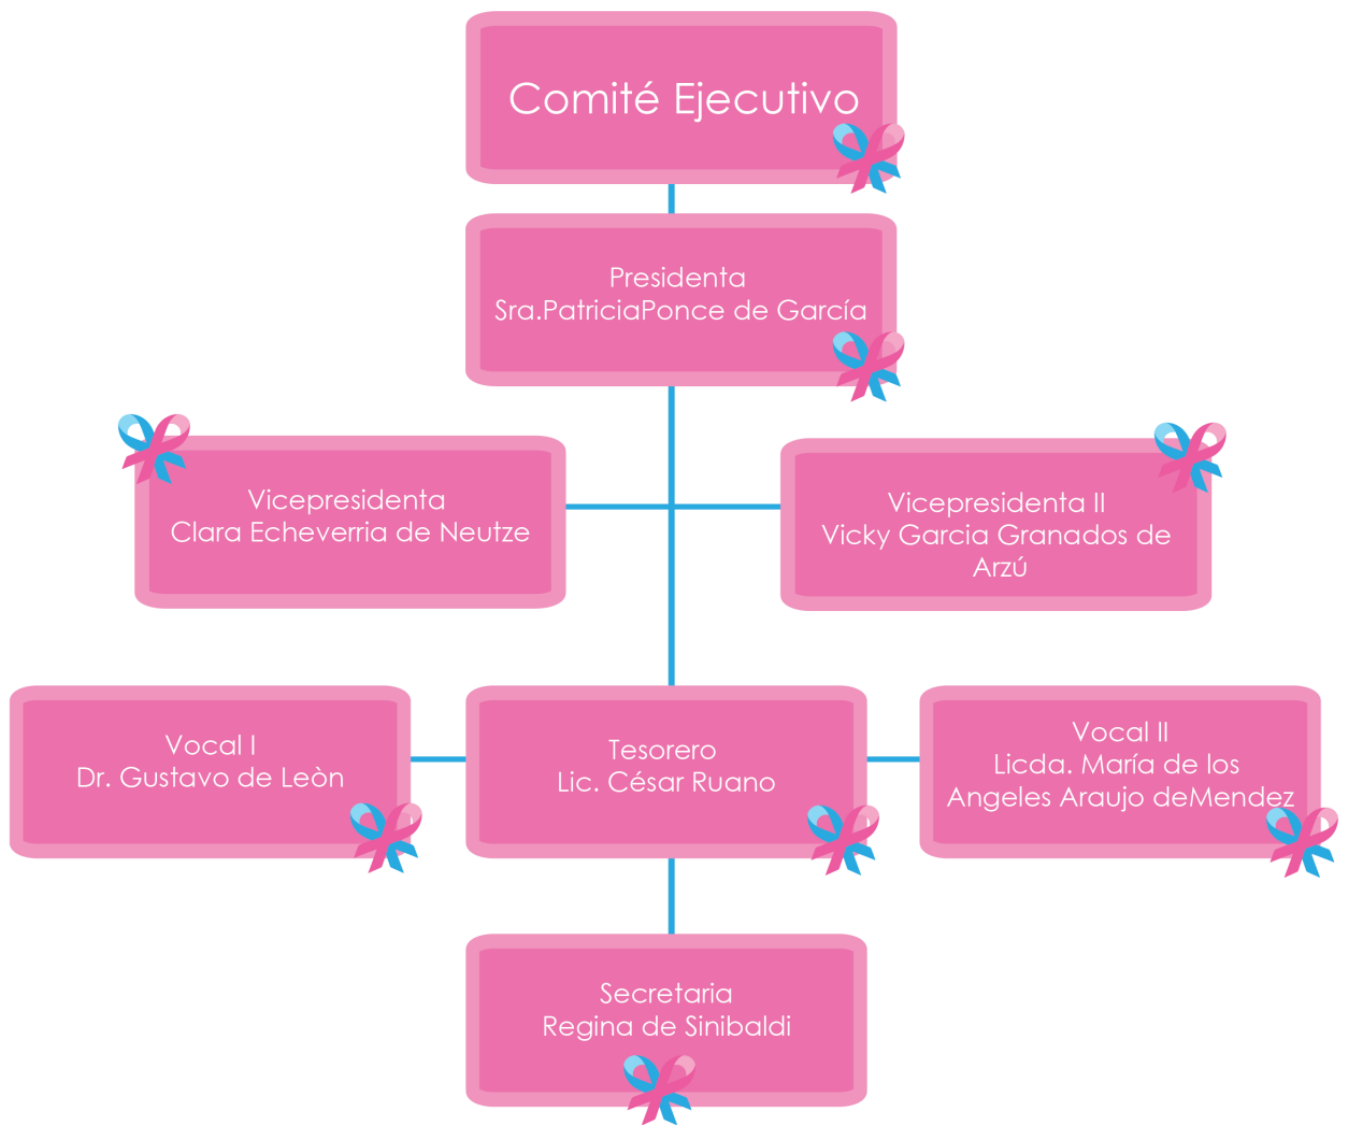 Comité Ejecutivo
Presidenta
Sra.PatriciaPonce de García
Vicepresidenta
Clara Echeverria de Neutze
Vicepresidenta II
Vicky Garcia Granados de
Arzú
Vocal I
Dr. Gustavo de Leòn
Tesorero
Lic. César Ruano
Vocal II
Licda. María de los
Angeles Araujo deMendez
Secretaria
Regina de Sinibaldi